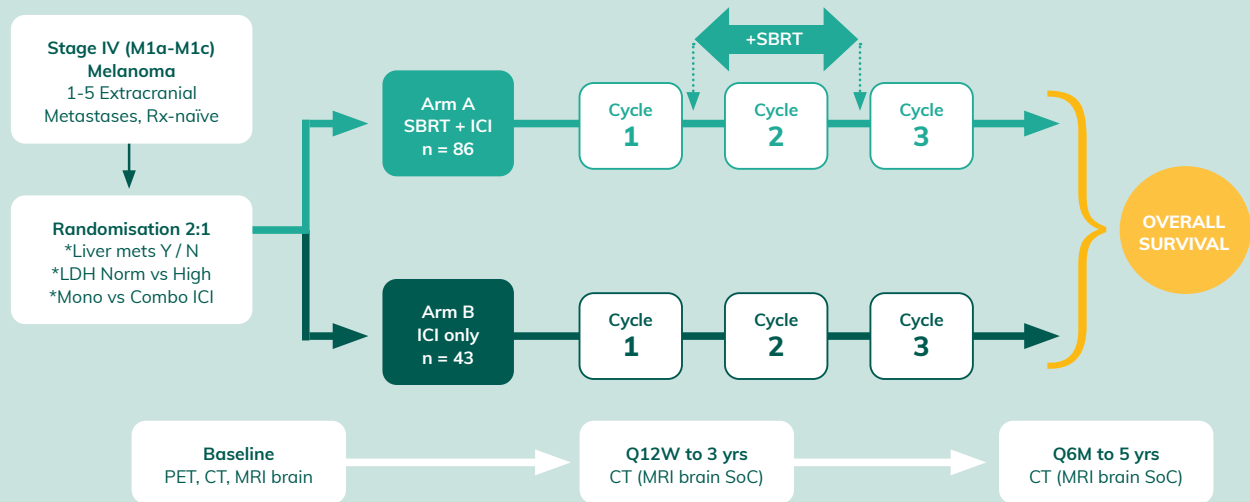 Stage IV (M1a-M1c)
Melanoma
1-5 Extracranial
Metastases, Rx-naïve
Randomisation 2:1
*Liver mets Y / N
*LDH Norm vs High
*Mono vs Combo ICI
+SBRT
Arm A
SBRT + ICI
n = 86
Cycle
1
Cycle
2
Cycle
3
Arm B
ICI only
n = 43
Cycle
1
Cycle
2
Cycle
3
OVERALL
SURVIVAL
Baseline
PET, CT, MRI brain
Q12W to 3 yrs
CT (MRI brain SoC)
Q6M to 5 yrs
CT (MRI brain SoC)